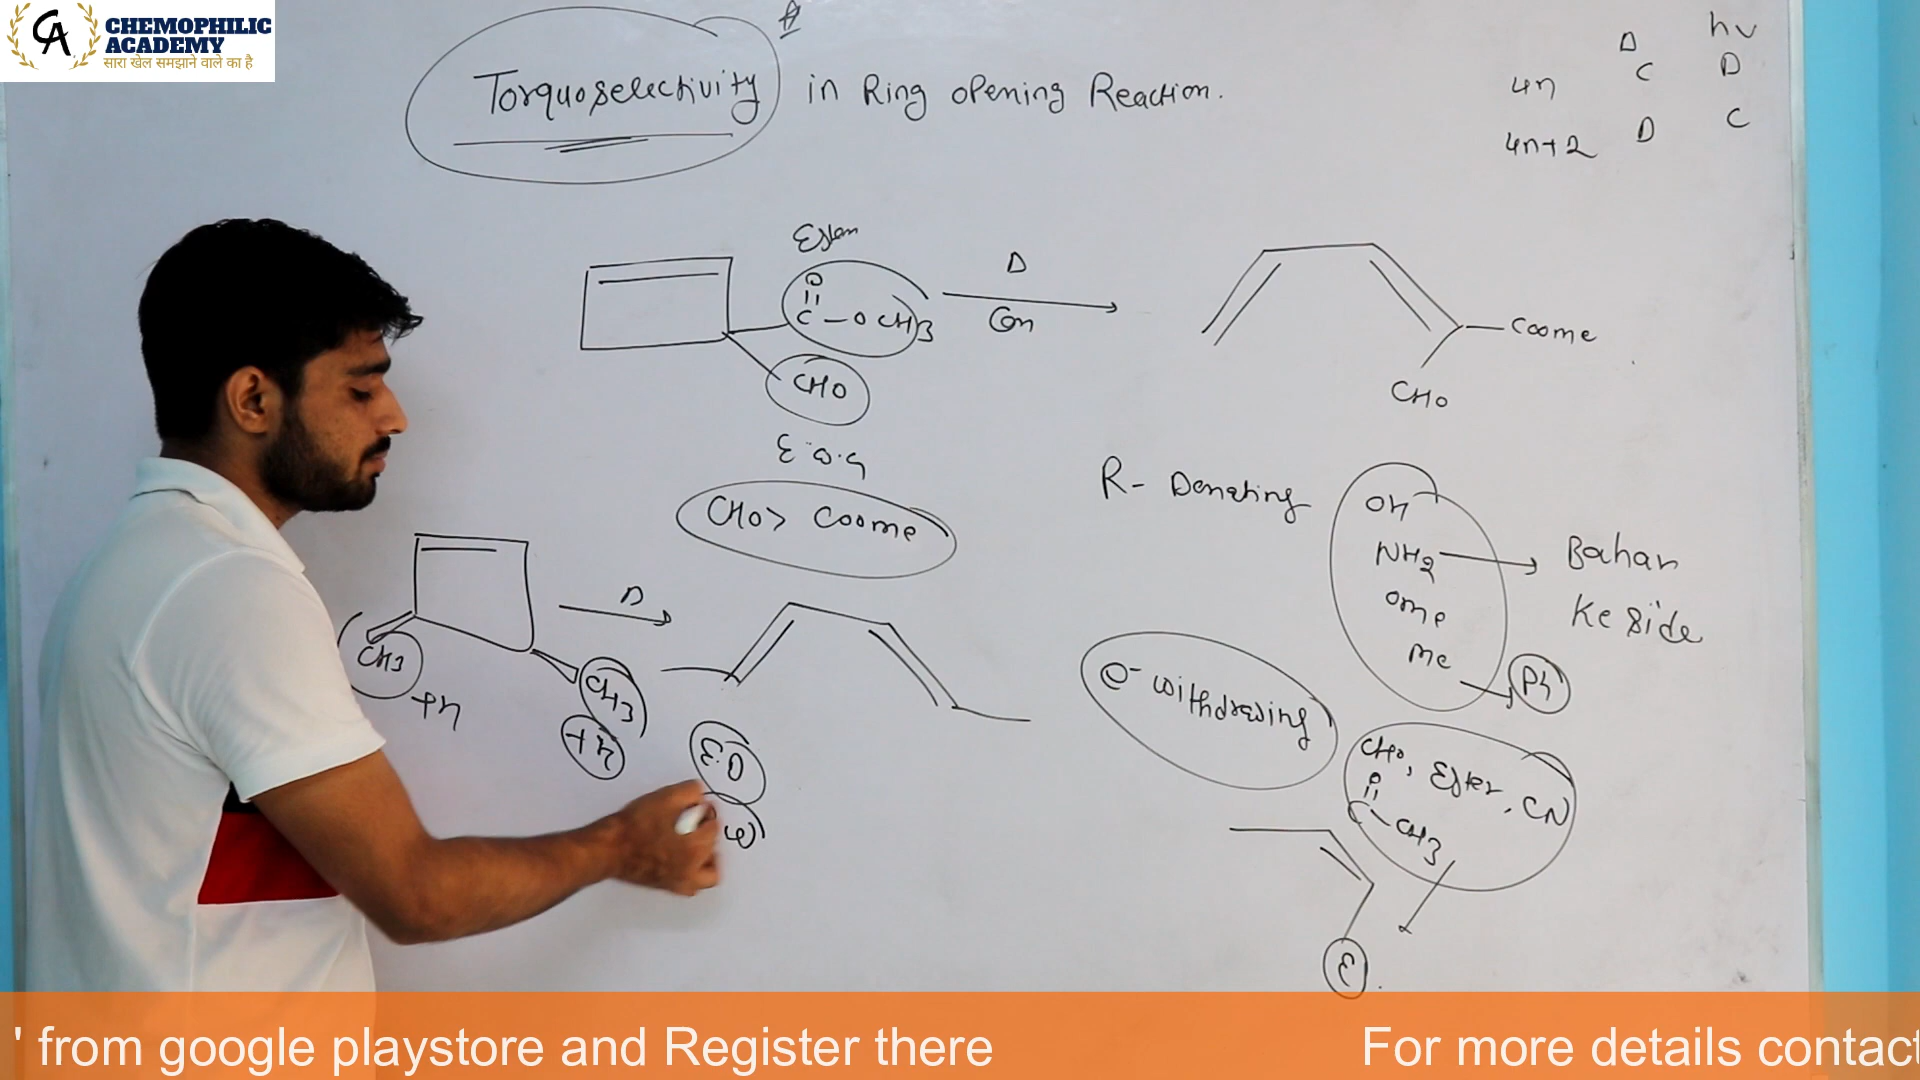 CHEMOPHILIC
ACADEMY
सारा खेल समझाने वाले का है
CA
Torquoselectivity in Ring opening Reaction.
Δ hν
4n C D
4n+2 D C
Ester
O
C-OCH3
CHO
Δ
Con
Coome
CHO
E.W.G
CHO > Coome
R- Donating
OH
NH2
ome
Me
Ph
Bahar
Ke Side
e- withdrawing
CHO, Ester, CN
O
C-CH3
E
CH3
CH3
Δ
' from google playstore and Register there
For more details contact